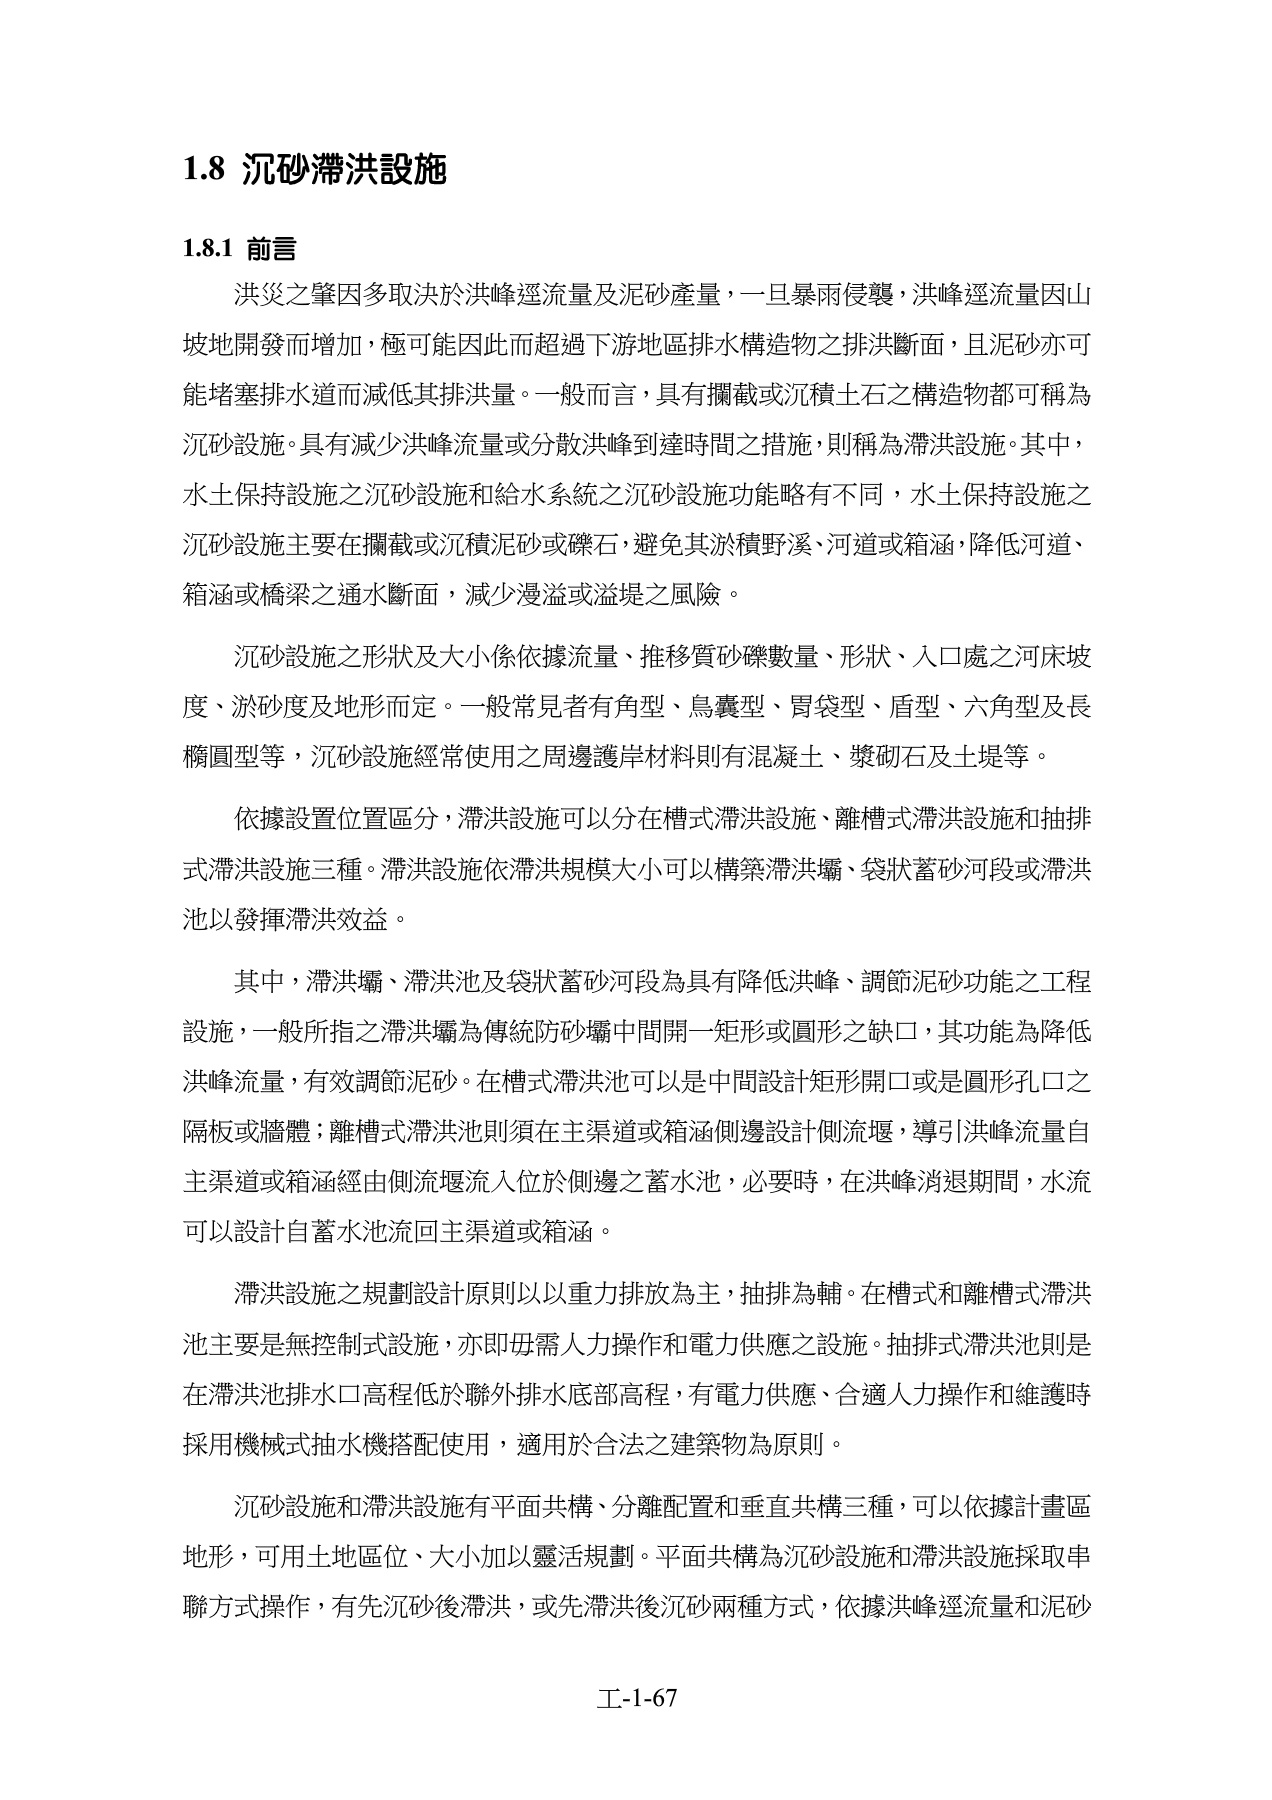 1.8 沉砂滯洪設施
1.8.1 前言
洪災之肇因多取決於洪峰逕流量及泥砂產量，一旦暴雨侵襲，洪峰逕流量因山
坡地開發而增加，極可能因此而超過下游地區排水構造物之排洪斷面，且泥砂亦可
能堵塞排水道而減低其排洪量。一般而言，具有攔截或沉積土石之構造物都可稱為
沉砂設施。具有減少洪峰流量或分散洪峰到達時間之措施，則稱為滯洪設施。其中，
水土保持設施之沉砂設施和給水系統之沉砂設施功能略有不同，水土保持設施之
沉砂設施主要在攔截或沉積泥砂或礫石，避免其淤積野溪、河道或箱涵，降低河道、
箱涵或橋梁之通水斷面，減少漫溢或溢堤之風險。
沉砂設施之形狀及大小係依據流量、推移質砂礫數量、形狀、入口處之河床坡
度、淤砂度及地形而定。一般常見者有角型、鳥囊型、胃袋型、盾型、六角型及長
橢圓型等，沉砂設施經常使用之周邊護岸材料則有混凝土、漿砌石及土堤等。
依據設置位置區分，滯洪設施可以分在槽式滯洪設施、離槽式滯洪設施和抽排
式滯洪設施三種。滯洪設施依滯洪規模大小可以構築滯洪壩、袋狀蓄砂河段或滯洪
池以發揮滯洪效益。
其中，滯洪壩、滯洪池及袋狀蓄砂河段為具有降低洪峰、調節泥砂功能之工程
設施，一般所指之滯洪壩為傳統防砂壩中間開一矩形或圓形之缺口，其功能為降低
洪峰流量，有效調節泥砂。在槽式滯洪池可以是中間設計矩形開口或是圓形孔口之
隔板或牆體；離槽式滯洪池則須在主渠道或箱涵側邊設計側流堰，導引洪峰流量自
主渠道或箱涵經由側流堰流入位於側邊之蓄水池，必要時，在洪峰消退期間，水流
可以設計自蓄水池流回主渠道或箱涵。
滯洪設施之規劃設計原則以以重力排放為主，抽排為輔。在槽式和離槽式滯洪
池主要是無控制式設施，亦即毋需人力操作和電力供應之設施。抽排式滯洪池則是
在滯洪池排水口高程低於聯外排水底部高程，有電力供應、合適人力操作和維護時
採用機械式抽水機搭配使用，適用於合法之建築物為原則。
沉砂設施和滯洪設施有平面共構、分離配置和垂直共構三種，可以依據計畫區
地形，可用土地區位、大小加以靈活規劃。平面共構為沉砂設施和滯洪設施採取串
聯方式操作，有先沉砂後滯洪，或先滯洪後沉砂兩種方式，依據洪峰逕流量和泥砂
工-1-67